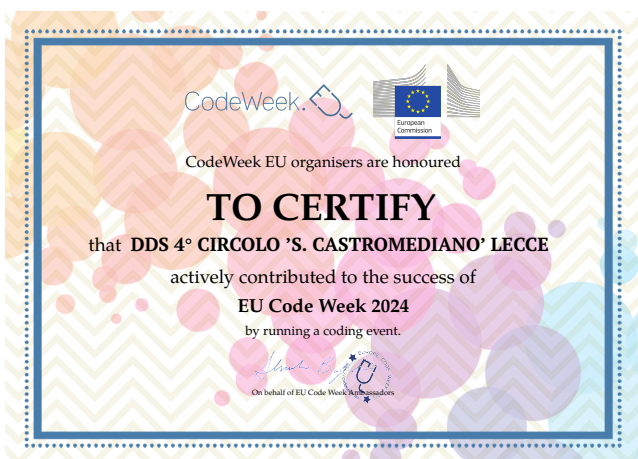 CodeWeek.
European
Commission
CodeWeek EU organisers are honoured
TO CERTIFY
that DDS 4° CIRCOLO ’S. CASTROMEDIANO’ LECCE
actively contributed to the success of
EU Code Week 2024
by running a coding event.
On behalf of EU Code Week Ambassadors